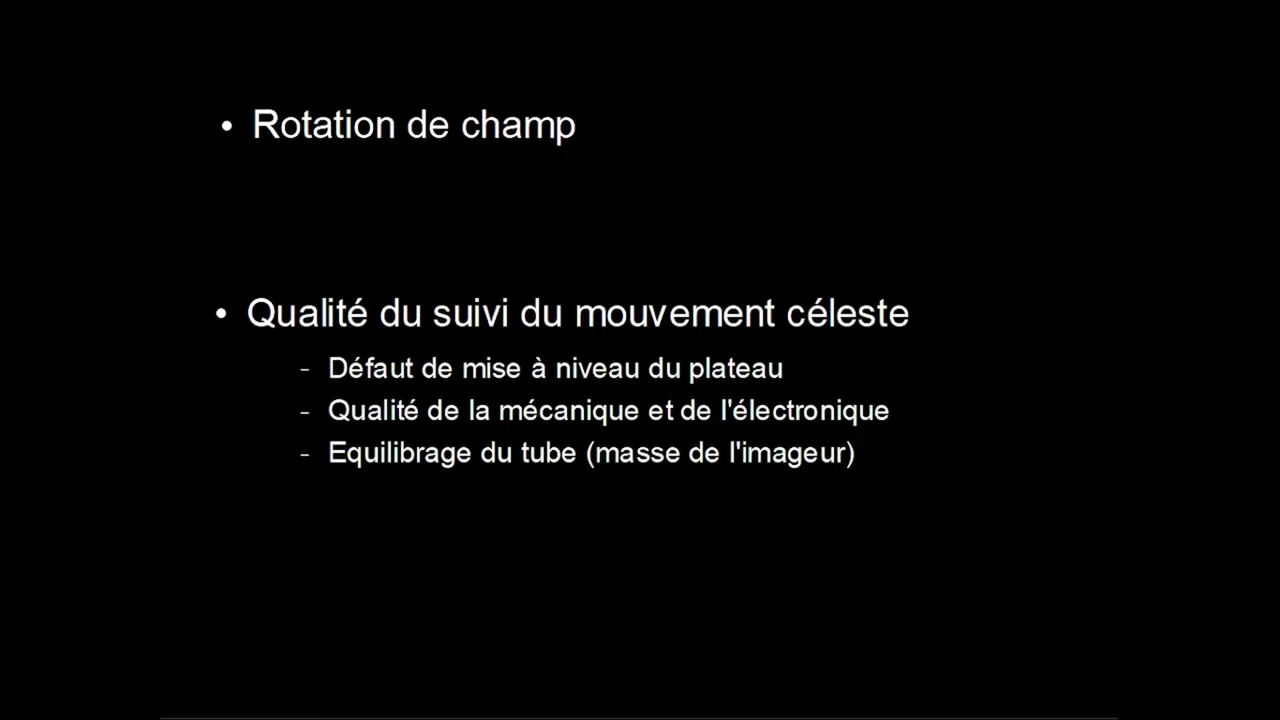 • Rotation de champ
• Qualité du suivi du mouvement céleste
- Défaut de mise à niveau du plateau
- Qualité de la mécanique et de l'électronique
- Equilibrage du tube (masse de l'imageur)